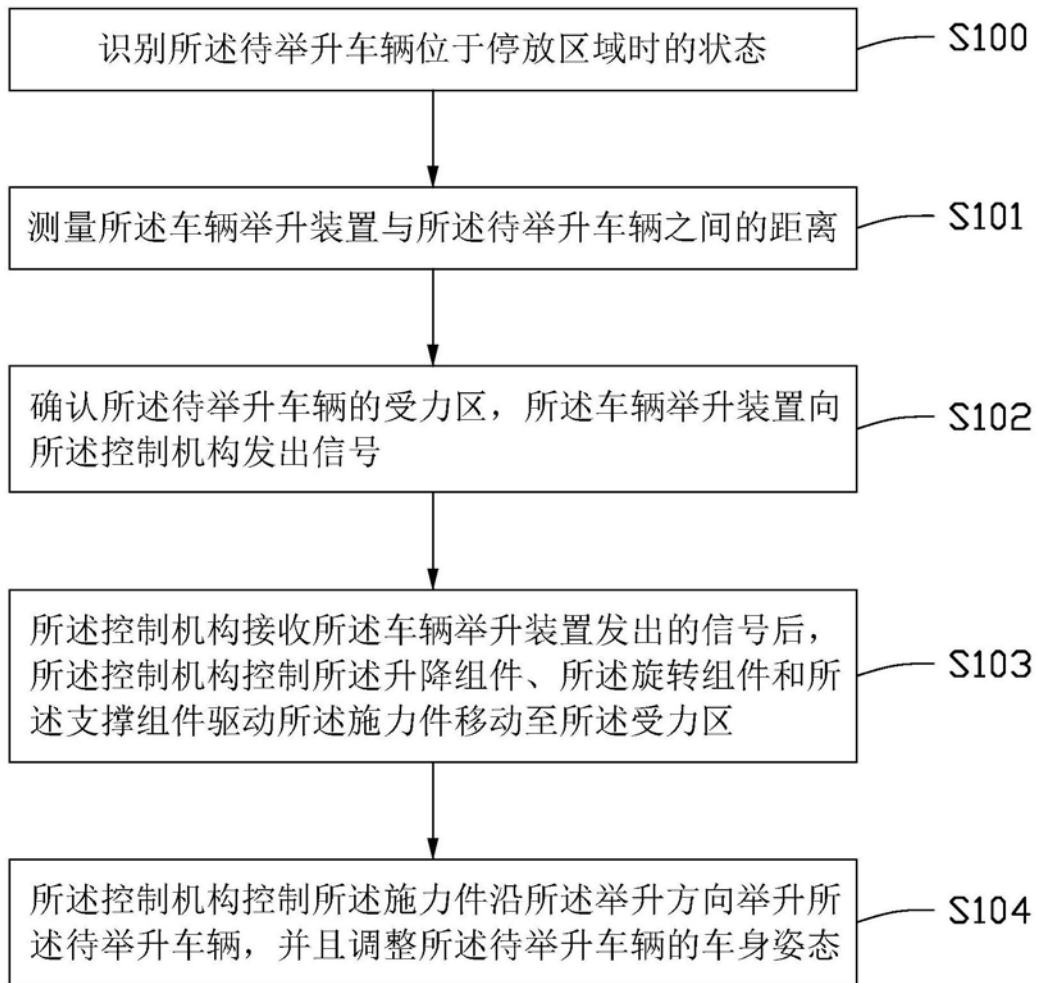 识别所述待举升车辆位于停放区域时的状态
S100
测量所述车辆举升装置与所述待举升车辆之间的距离
S101
确认所述待举升车辆的受力区，所述车辆举升装置向
所述控制机构发出信号
S102
所述控制机构接收所述车辆举升装置发出的信号后，
所述控制机构控制所述升降组件、所述旋转组件和所
述支撑组件驱动所述施力件移动至所述受力区
S103
所述控制机构控制所述施力件沿所述举升方向举升所
述待举升车辆，并且调整所述待举升车辆的车身姿态
S104